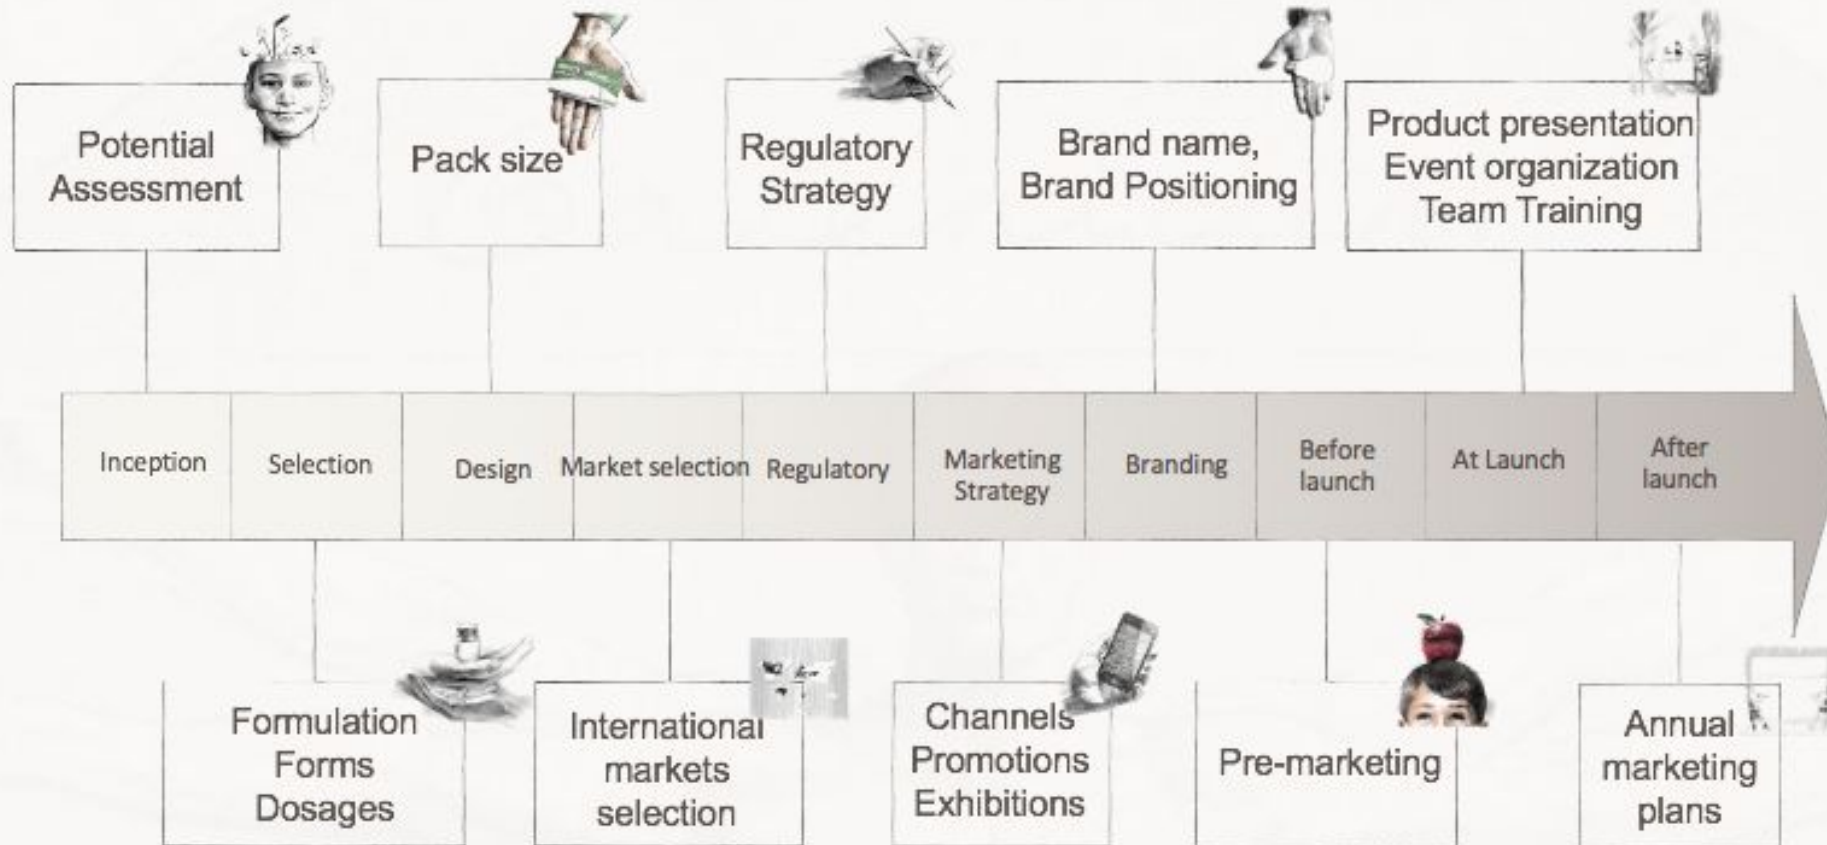 Potential
Assessment
Pack size
Regulatory
Strategy
Brand name,
Brand Positioning
Product presentation
Event organization
Team Training
Inception
Selection
Design
Market selection
Regulatory
Marketing
Strategy
Branding
Before
launch
At Launch
After
launch
Formulation
Forms
Dosages
International
markets
selection
Channels
Promotions
Exhibitions
Pre-marketing
Annual
marketing
plans